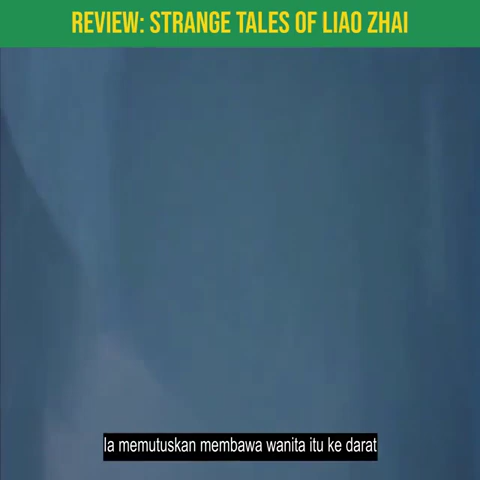 REVIEW: STRANGE TALES OF LIAO ZHAI
Ia memutuskan membawa wanita itu ke darat